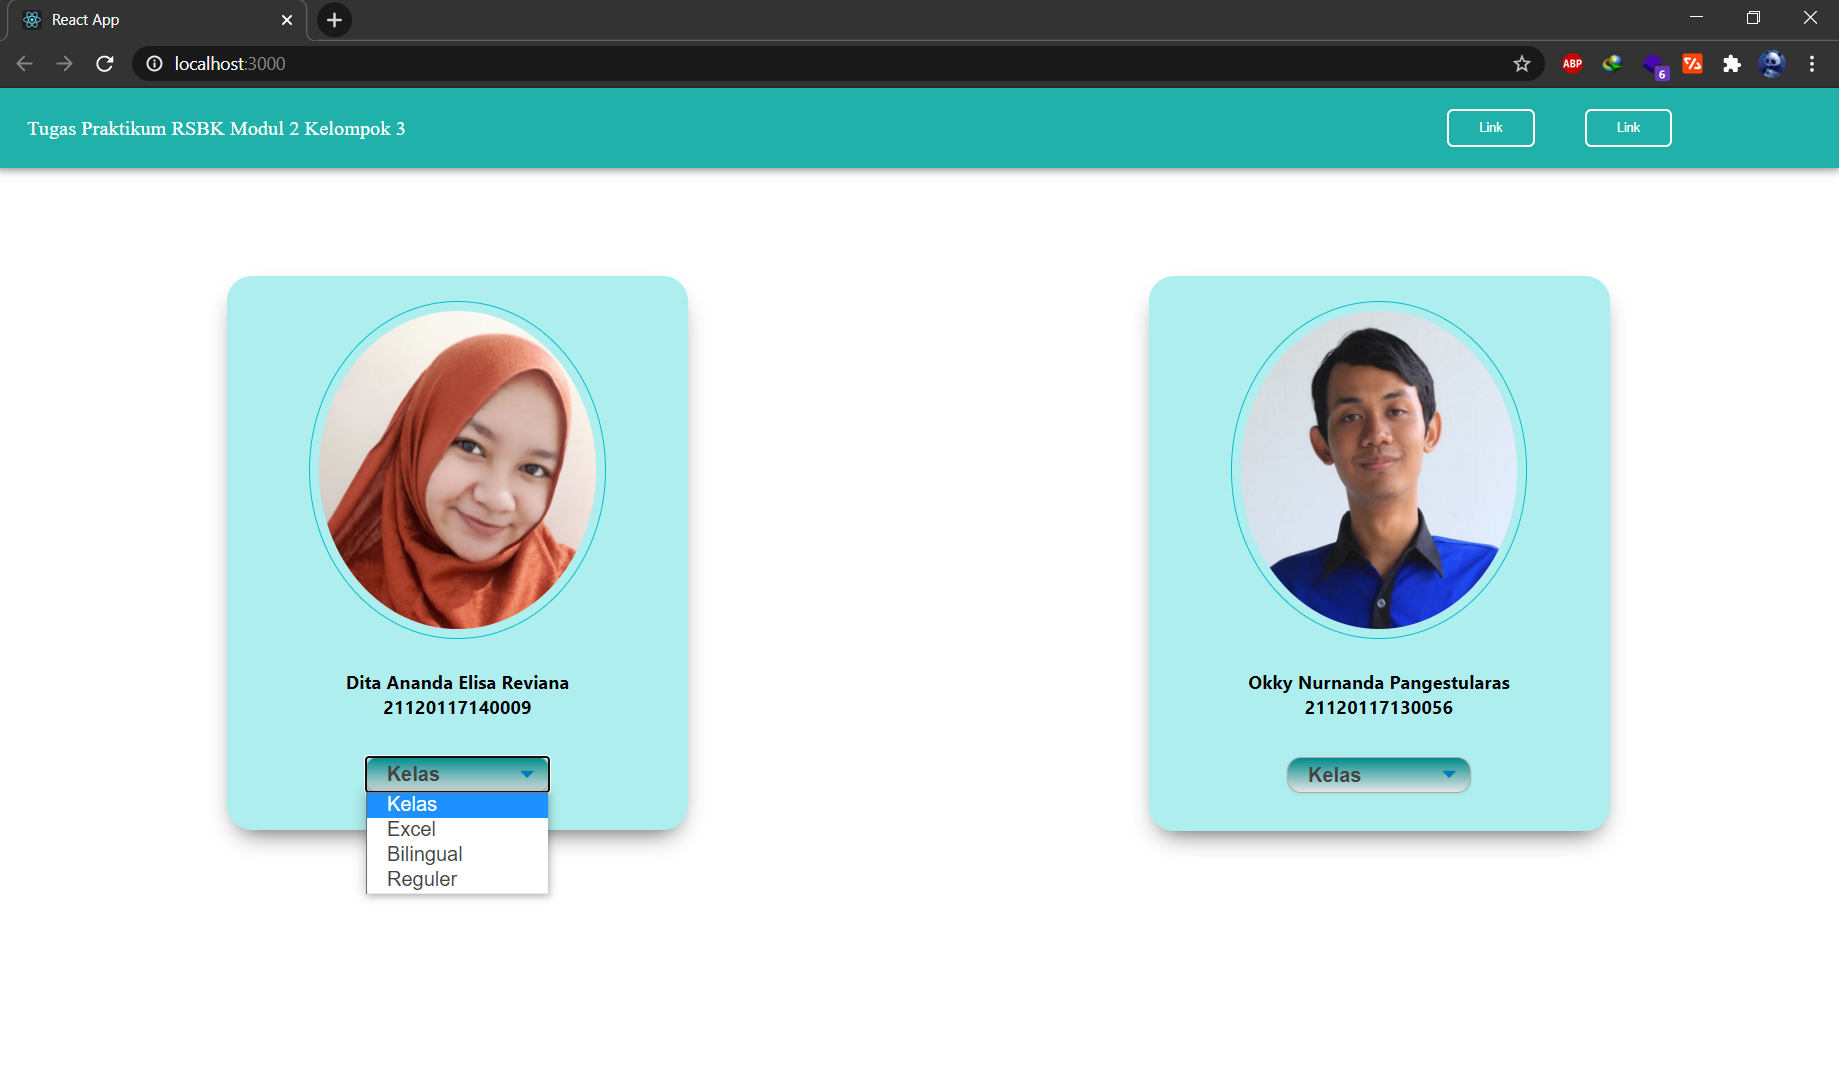 React App
localhost:3000
ABP
6
Tugas Praktikum RSBK Modul 2 Kelompok 3
Link
Link
Dita Ananda Elisa Reviana
21120117140009
Kelas
Kelas
Excel
Bilingual
Reguler
Okky Nurnanda Pangestularas
21120117130056
Kelas